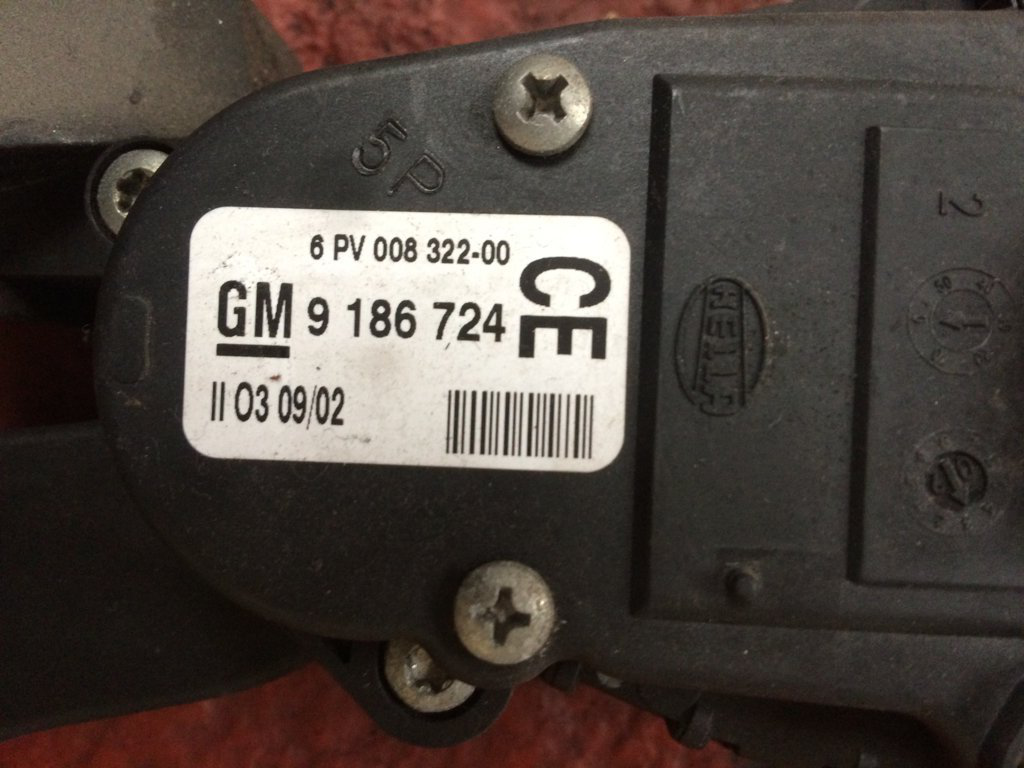 5P
6 PV 008 322-00
GM 9 186 724 CE
II O3 09/02
HELLA
2